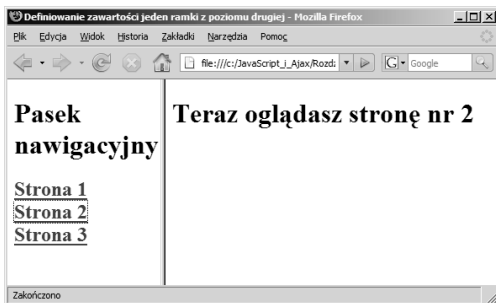 Definiowanie zawartości jeden ramki z poziomu drugiej - Mozilla Firefox
Plik Edycja Widok Historia Zakładki Narzędzia Pomoc
file:///c:/JavaScript_i_Ajax/Rozd: G Google
Pasek
nawigacyjny
Teraz oglądasz stronę nr 2
Strona 1
Strona 2
Strona 3
Zakończono